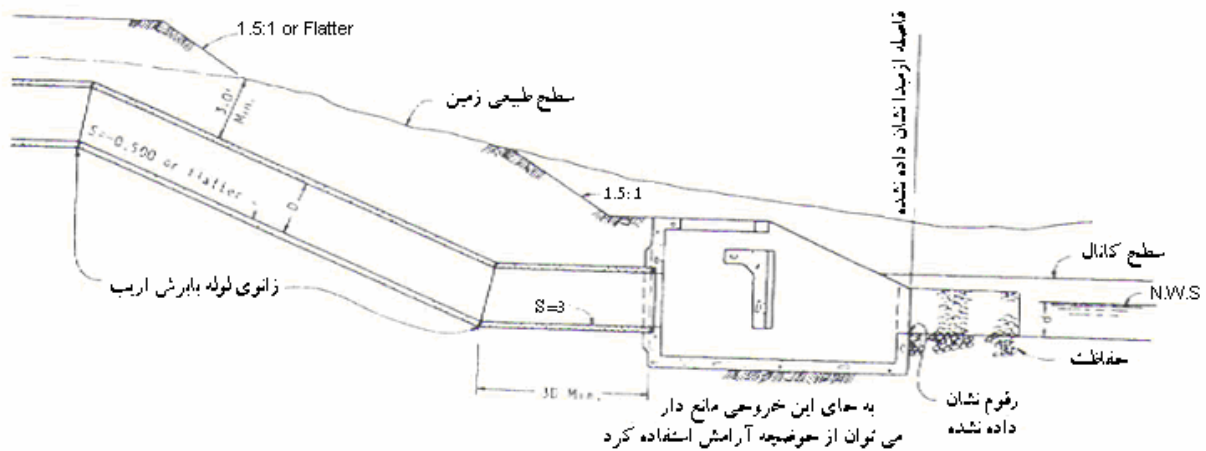 1.5:1 or Flatter
3.0'
Min.
سطح طبیعی زمین
فاصله ازمبدا نشان داده نشده
S=-0.500 or flatter
D
1.5:1
سطح کانال
N.W.S
زانوی لوله بابرش اریب
S=3
d
حفاظت
3D Min.
به جای این خروجی مانع دار
می توان از حوضچه آرامش استفاده کرد
رقوم نشان
داده نشده